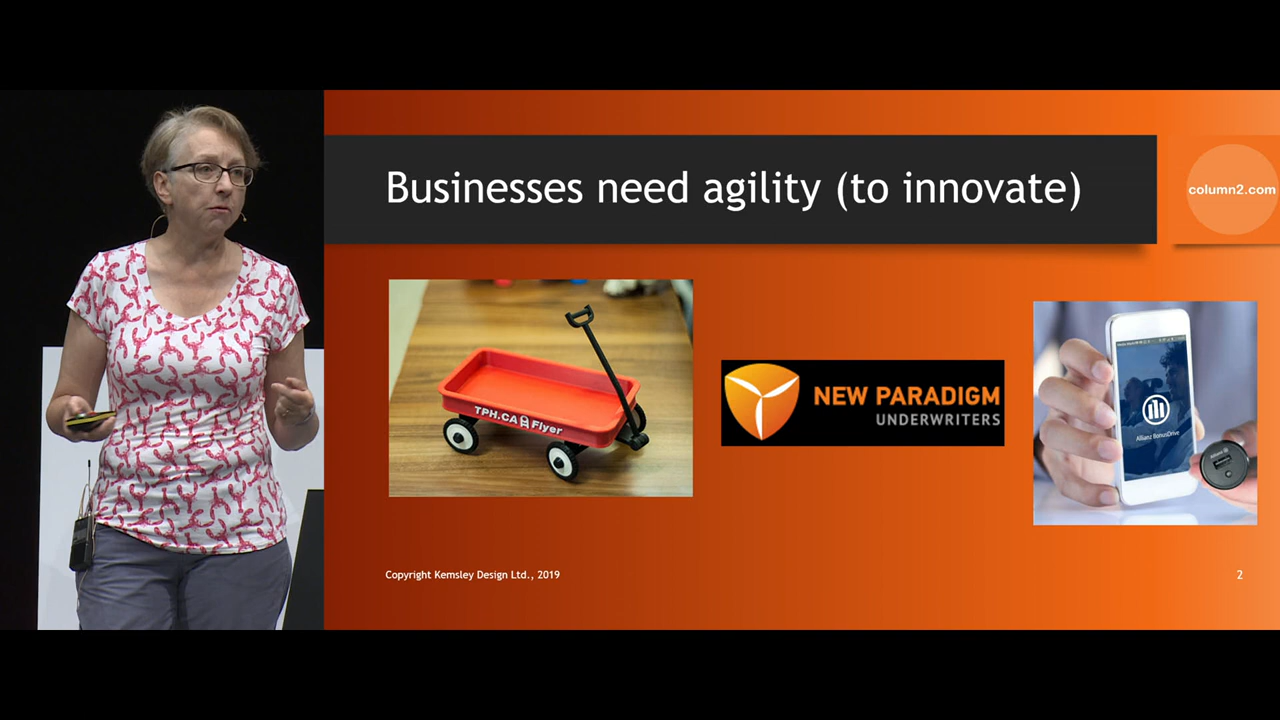 Businesses need agility (to innovate)
column2.com
TPH.CA Flyer
NEW PARADIGM
UNDERWRITERS
Allianz BonusDrive
Copyright Kemsley Design Ltd., 2019
2